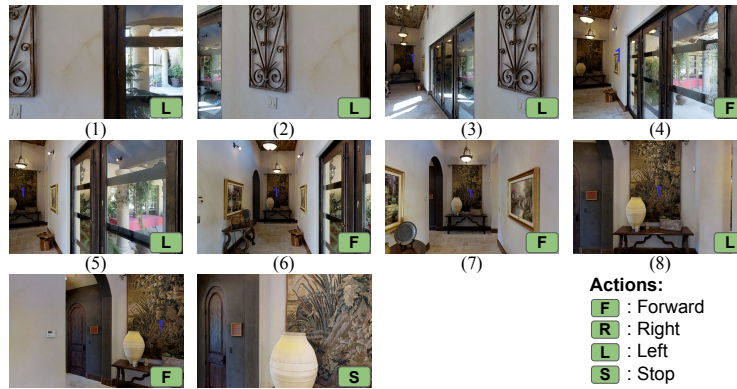 L
L
L
F
(1)
(2)
(3)
(4)
L
F
F
L
(5)
(6)
(7)
(8)
F
S
Actions:
F : Forward
R : Right
L : Left
S : Stop